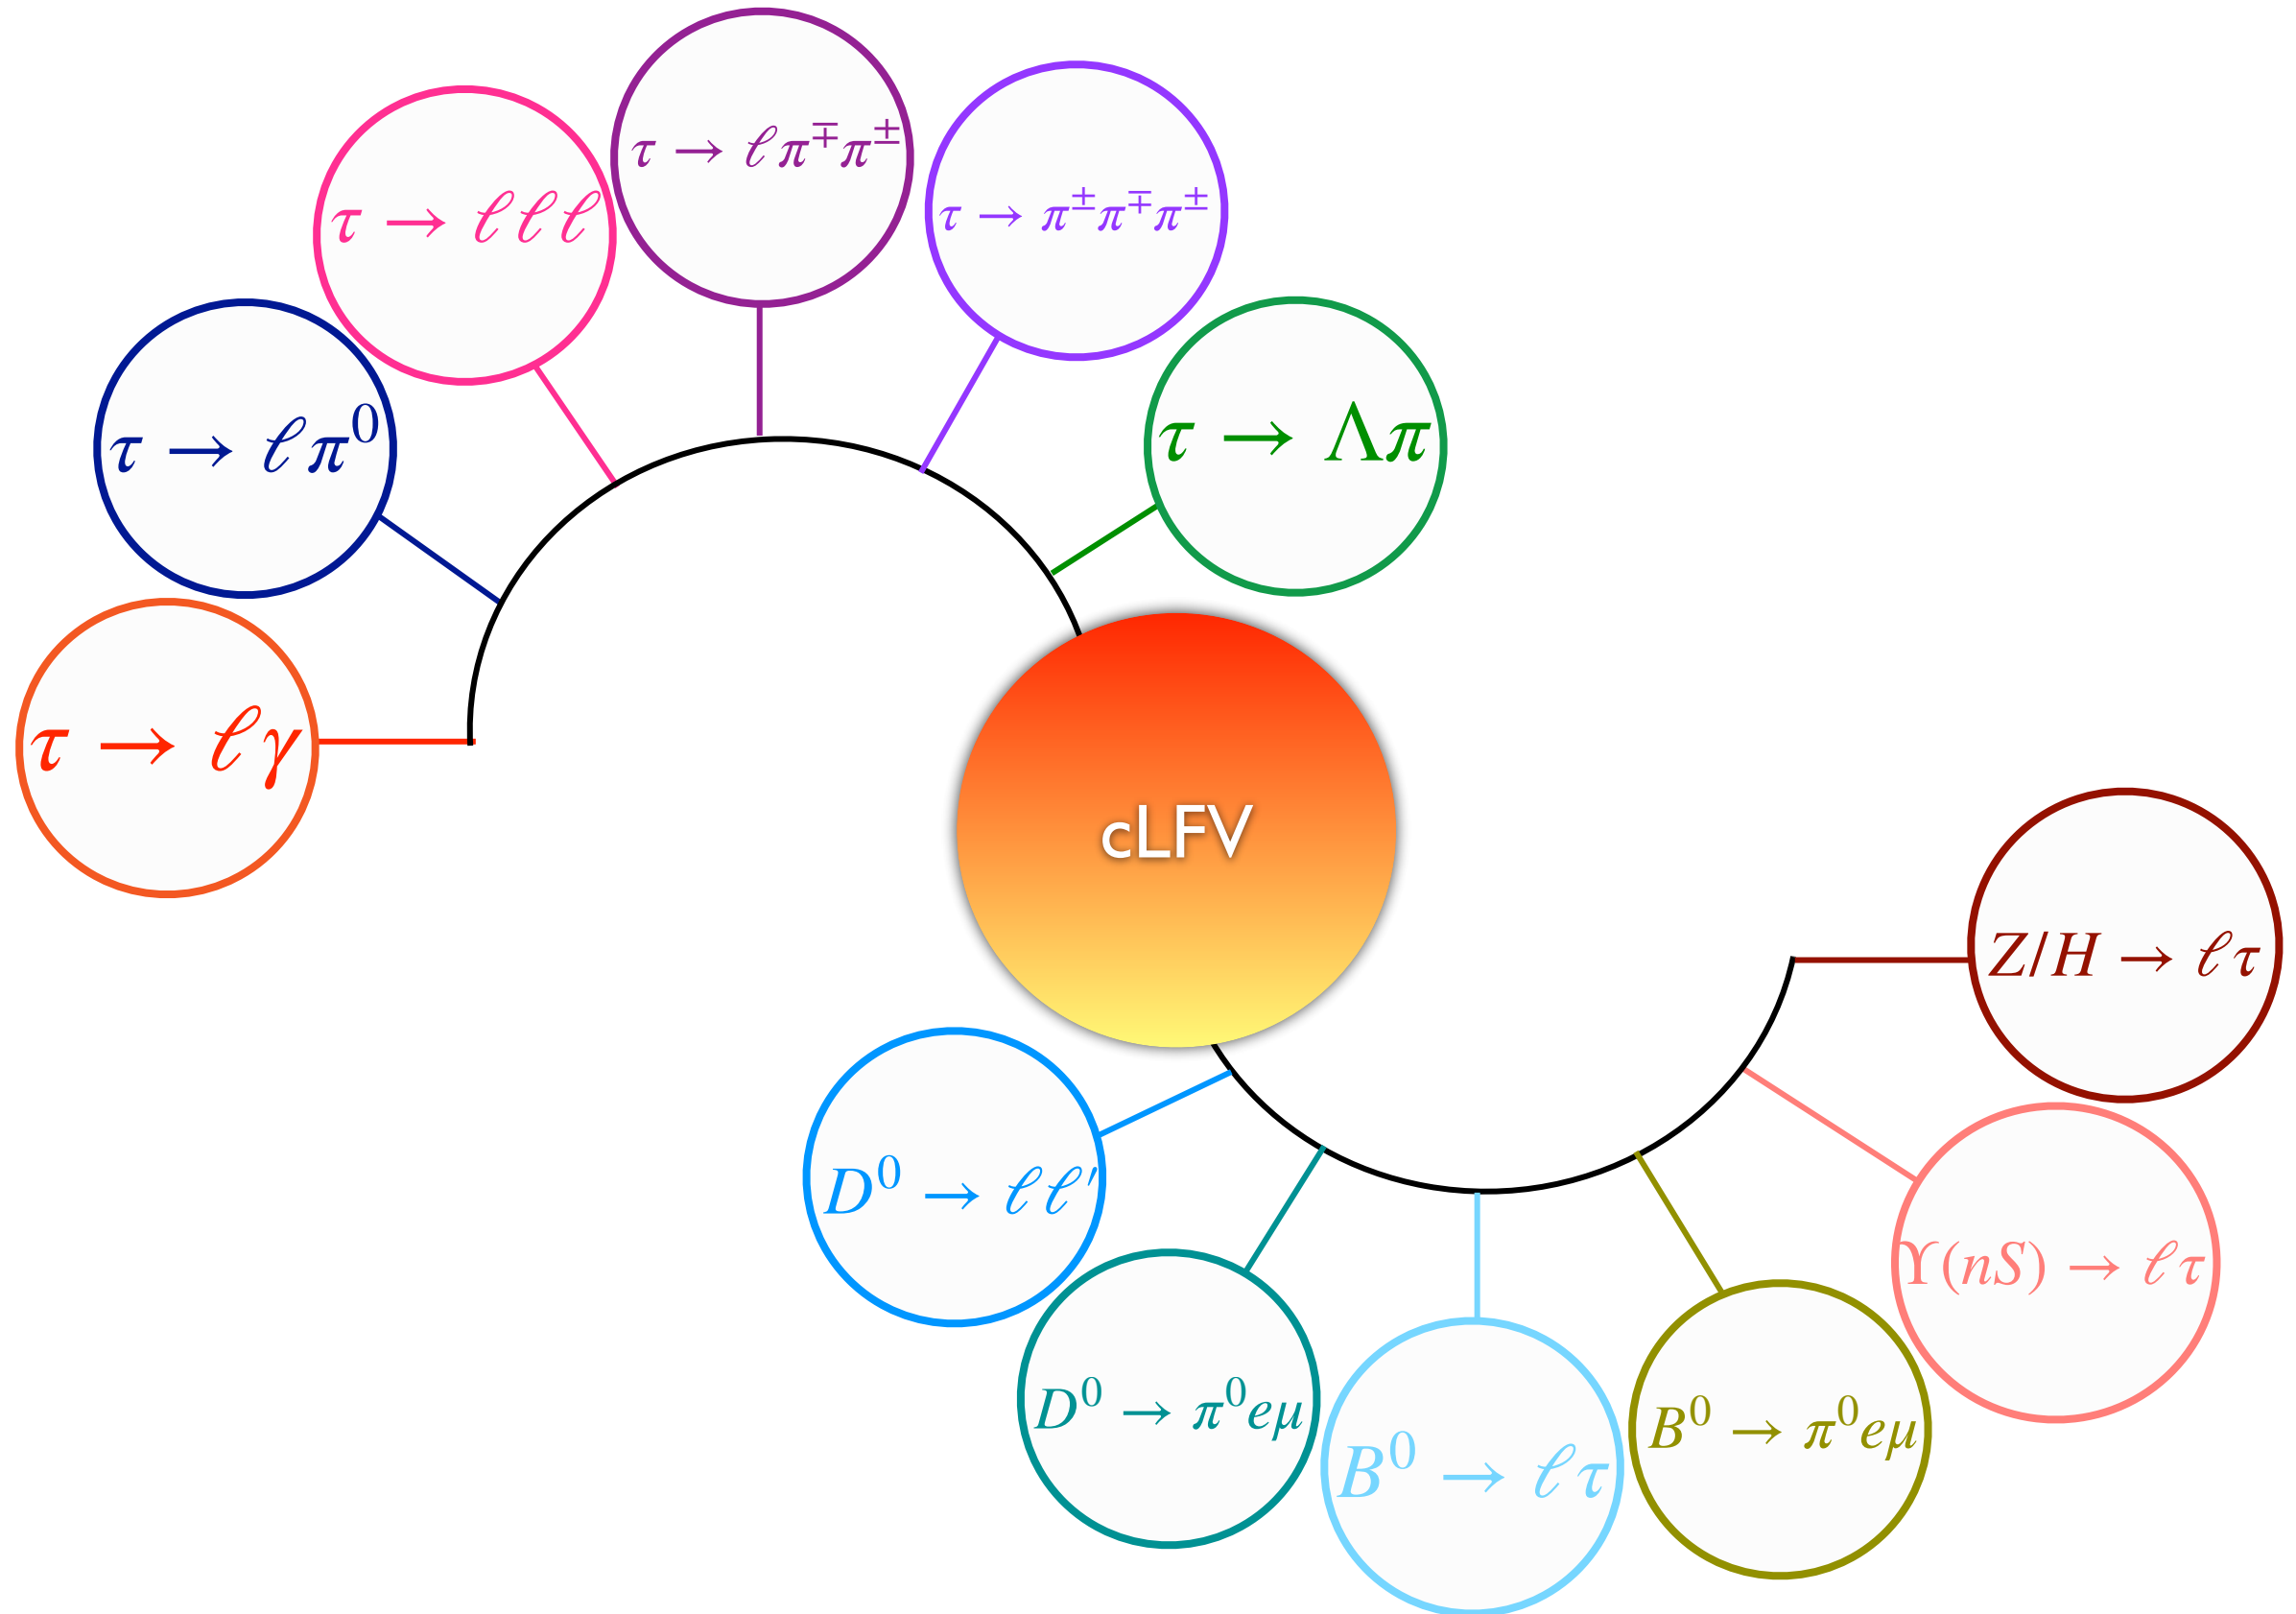 τ → ℓπ∓π±
τ → π±π∓π±
τ → ℓℓℓ
τ → ℓπ⁰
τ → Λπ
τ → ℓγ
cLFV
Z/H → ℓτ
D⁰ → ℓℓ′
ϒ(nS) → ℓτ
D⁰ → π⁰eμ
B⁰ → ℓτ
B⁰ → π⁰eμ